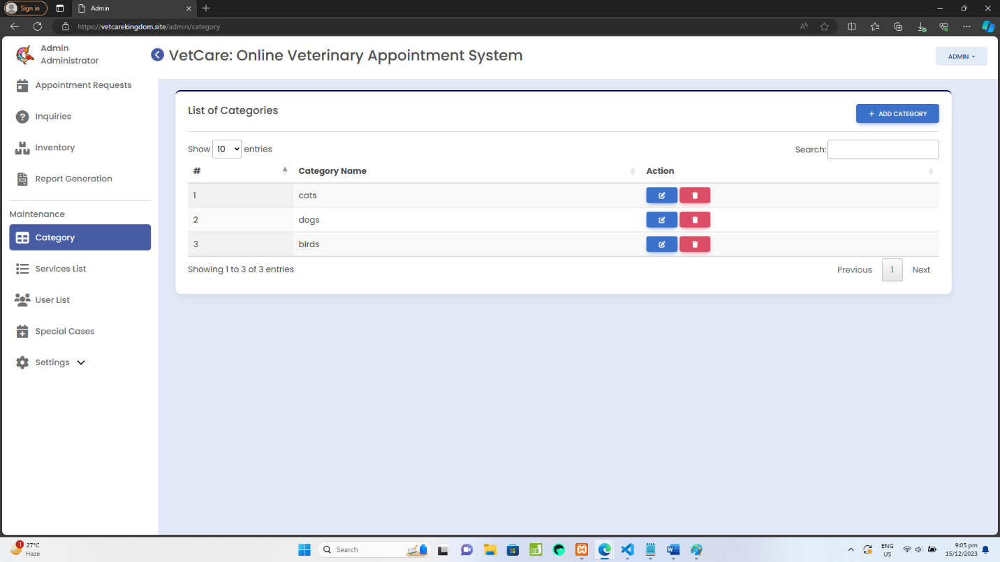 Sign in
Admin
https://vetcarekingdom.site/admin/category
Admin
Administrator
VetCare: Online Veterinary Appointment System
ADMIN
Appointment Requests
Inquiries
Inventory
Report Generation
Maintenance
Category
Services List
User List
Special Cases
Settings
List of Categories
+ ADD CATEGORY
Show 10 entries
Search:
# Category Name Action
1 cats
2 dogs
3 birds
Showing 1 to 3 of 3 entries
Previous 1 Next
1
27°C
Haze
Search
ENG
US
9:05 pm
15/12/2023